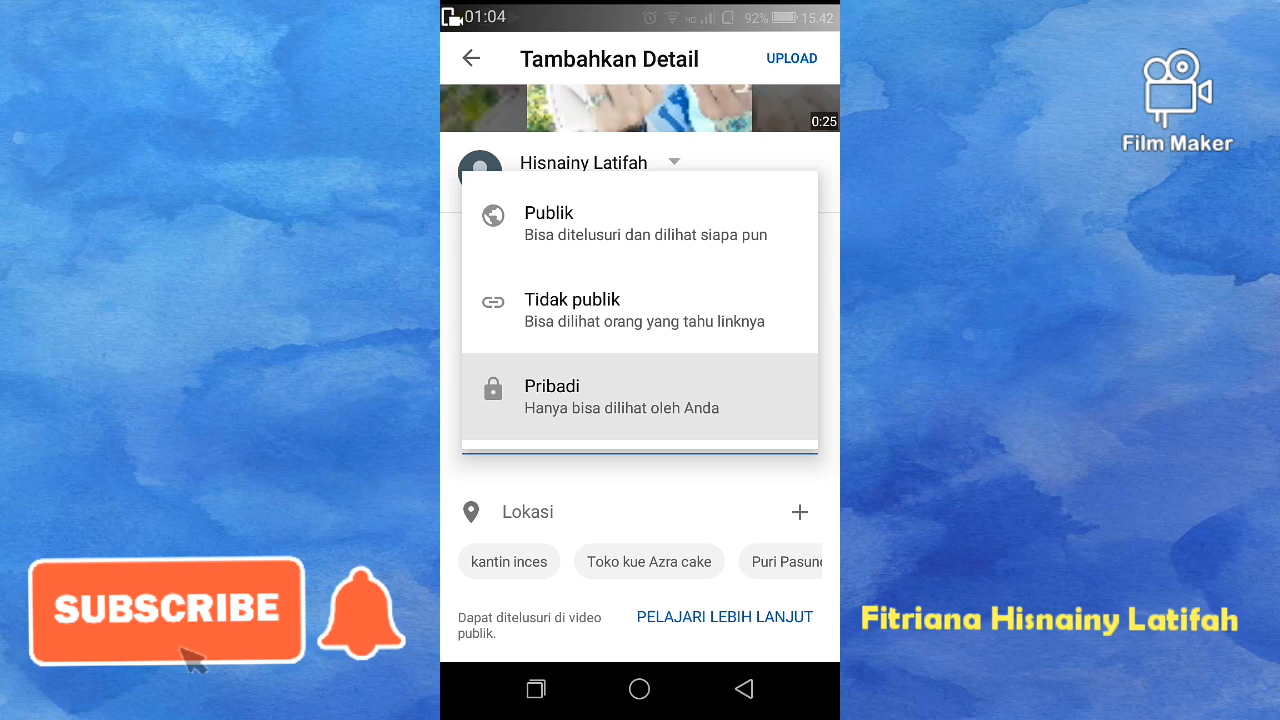 01:04
4G
92%
15.42
Tambahkan Detail
UPLOAD
0:25
Film Maker
Hisnainy Latifah
Publik
Bisa ditelusuri dan dilihat siapa pun
Tidak publik
Bisa dilihat orang yang tahu linknya
Pribadi
Hanya bisa dilihat oleh Anda
Lokasi
kantin inces
Toko kue Azra cake
Puri Pasund
Dapat ditelusuri di video
publik.
PELAJARI LEBIH LANJUT
SUBSCRIBE
Fitriana Hisnainy Latifah